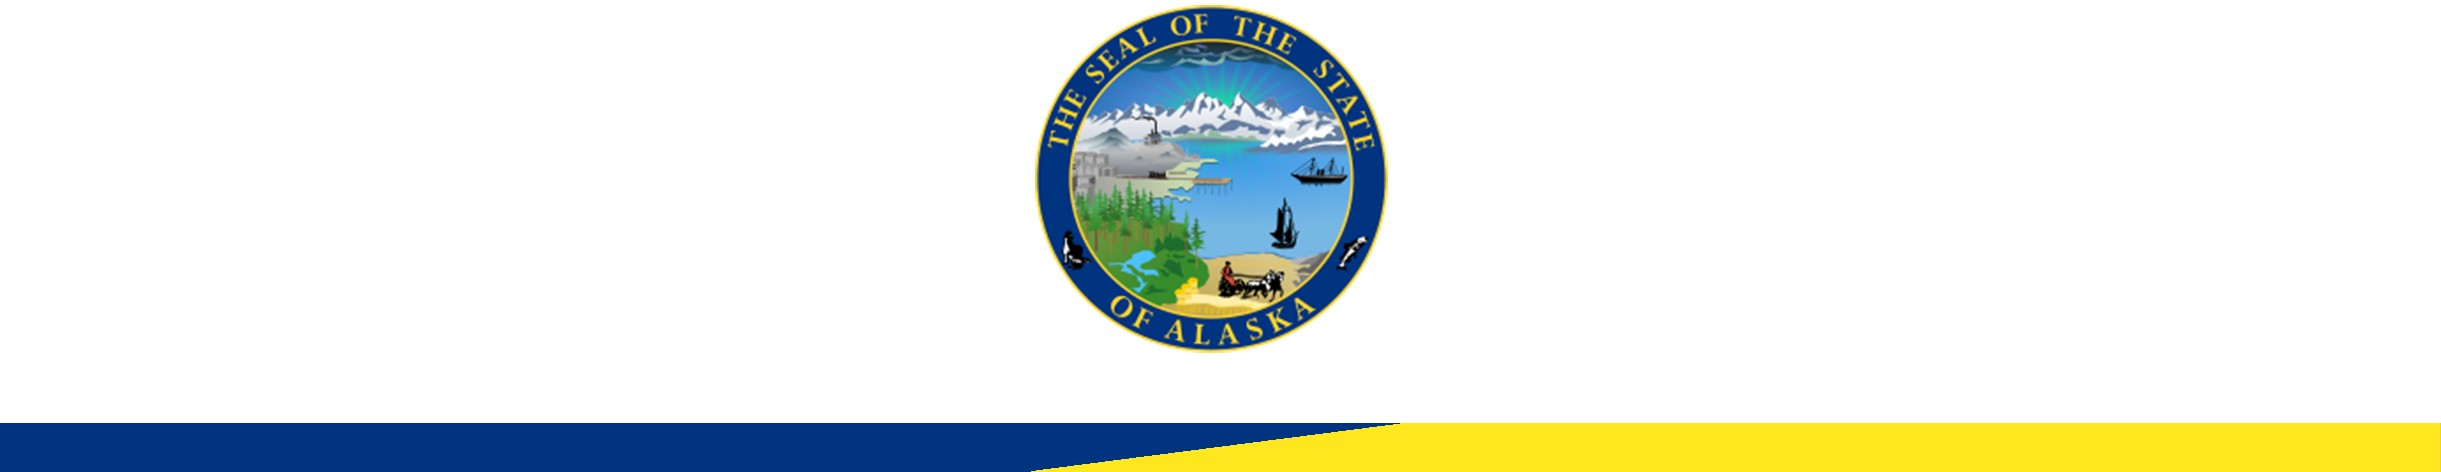 THE SEAL OF THE STATE
OF ALASKA